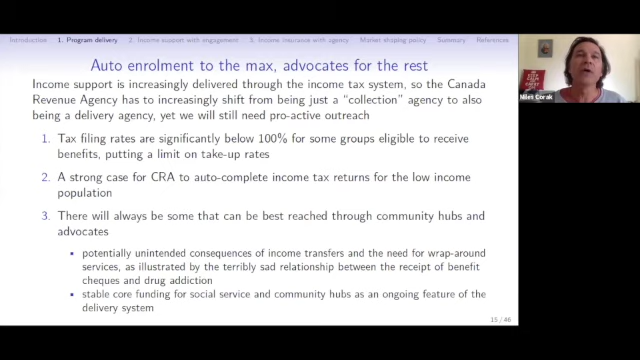 Introduction 1. Program delivery 2. Income support with engagement 3. Income insurance with agency Market shaping policy Summary References
Auto enrolment to the max, advocates for the rest
Income support is increasingly delivered through the income tax system, so the Canada
Revenue Agency has to increasingly shift from being just a "collection" agency to also
being a delivery agency, yet we will still need pro-active outreach
1. Tax filing rates are significantly below 100% for some groups eligible to receive
benefits, putting a limit on take-up rates
2. A strong case for CRA to auto-complete income tax returns for the low income
population
3. There will always be some that can be best reached through community hubs and
advocates
potentially unintended consequences of income transfers and the need for wrap-around
services, as illustrated by the terribly sad relationship between the receipt of benefit
cheques and drug addiction
stable core funding for social service and community hubs as an ongoing feature of the
delivery system
15 / 46
Miles Corak